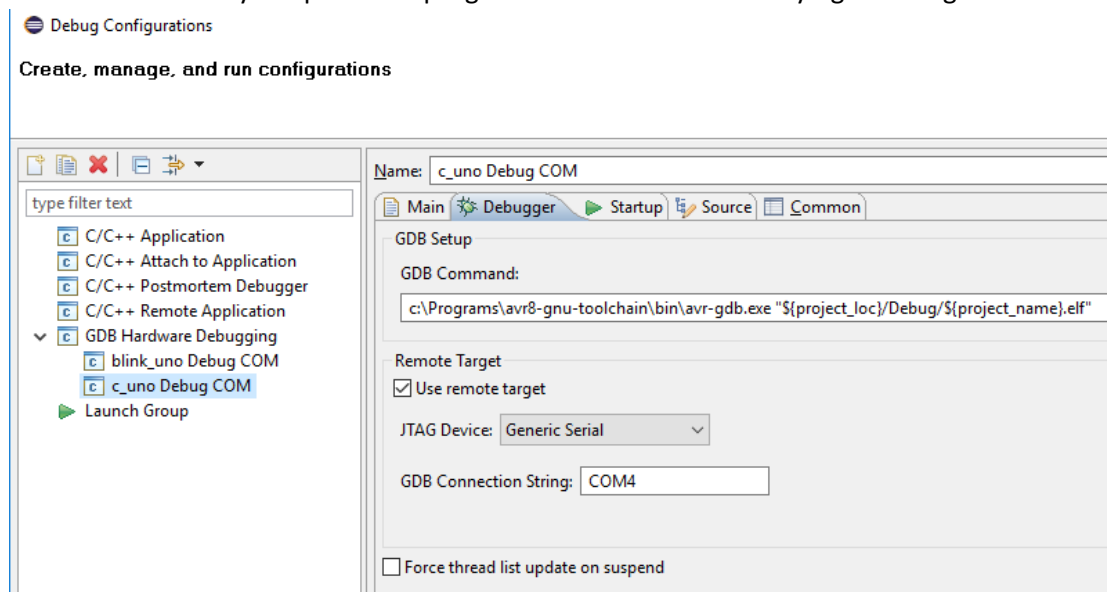 Debug Configurations
Create, manage, and run configurations
type filter text
C/C++ Application
C/C++ Attach to Application
C/C++ Postmortem Debugger
C/C++ Remote Application
GDB Hardware Debugging
blink_uno Debug COM
c_uno Debug COM
Launch Group
Name: c_uno Debug COM
Main Debugger Startup Source Common
GDB Setup
GDB Command:
c:\Programs\avr8-gnu-toolchain\bin\avr-gdb.exe "${project_loc}/Debug/${project_name}.elf"
Remote Target
Use remote target
JTAG Device: Generic Serial
GDB Connection String: COM4
Force thread list update on suspend